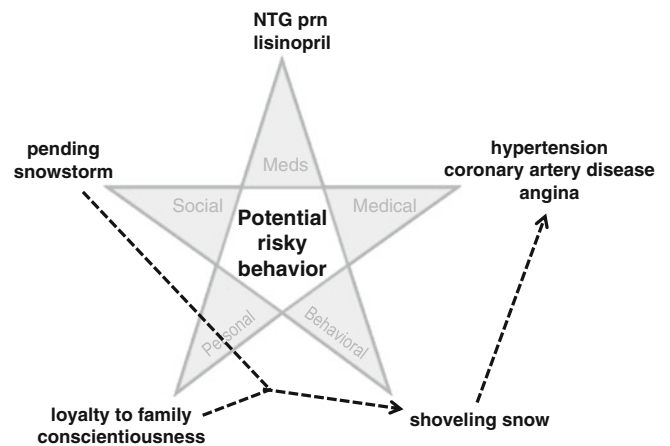 NTG prn
lisinopril
pending
snowstorm
hypertension
coronary artery disease
angina
Meds
Social
Medical
Potential
risky
behavior
Personal
Behavioral
loyalty to family
conscientiousness
shoveling snow